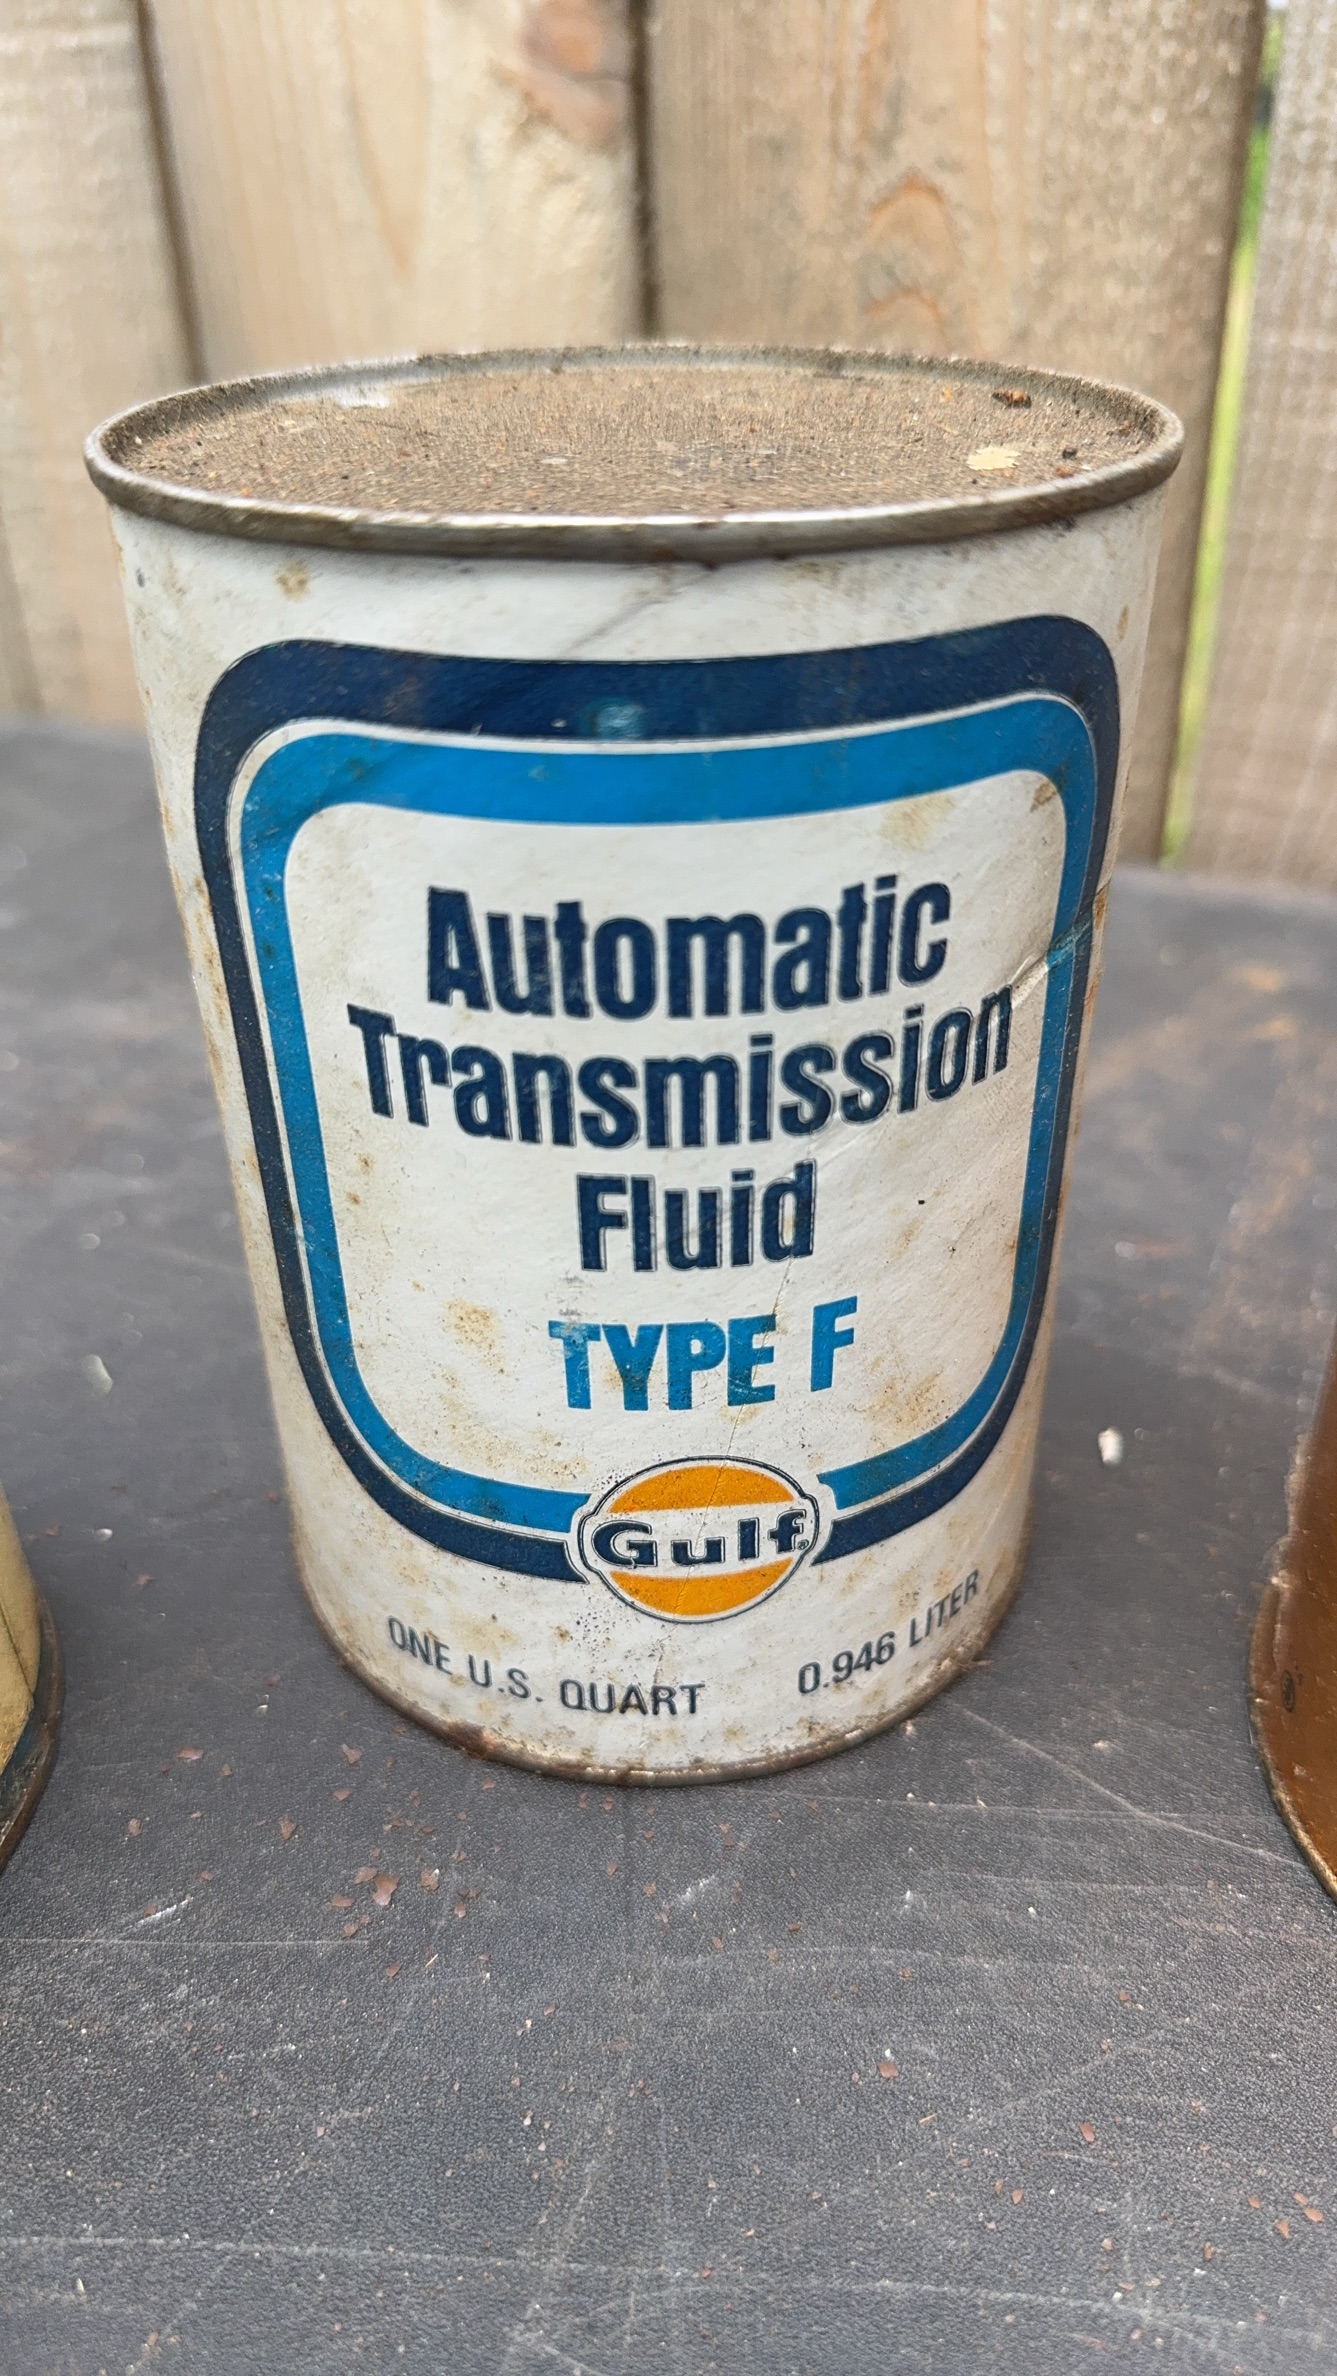 Automatic
Transmission
Fluid
TYPE F
Gulf®
ONE U.S. QUART 0.946 LITER